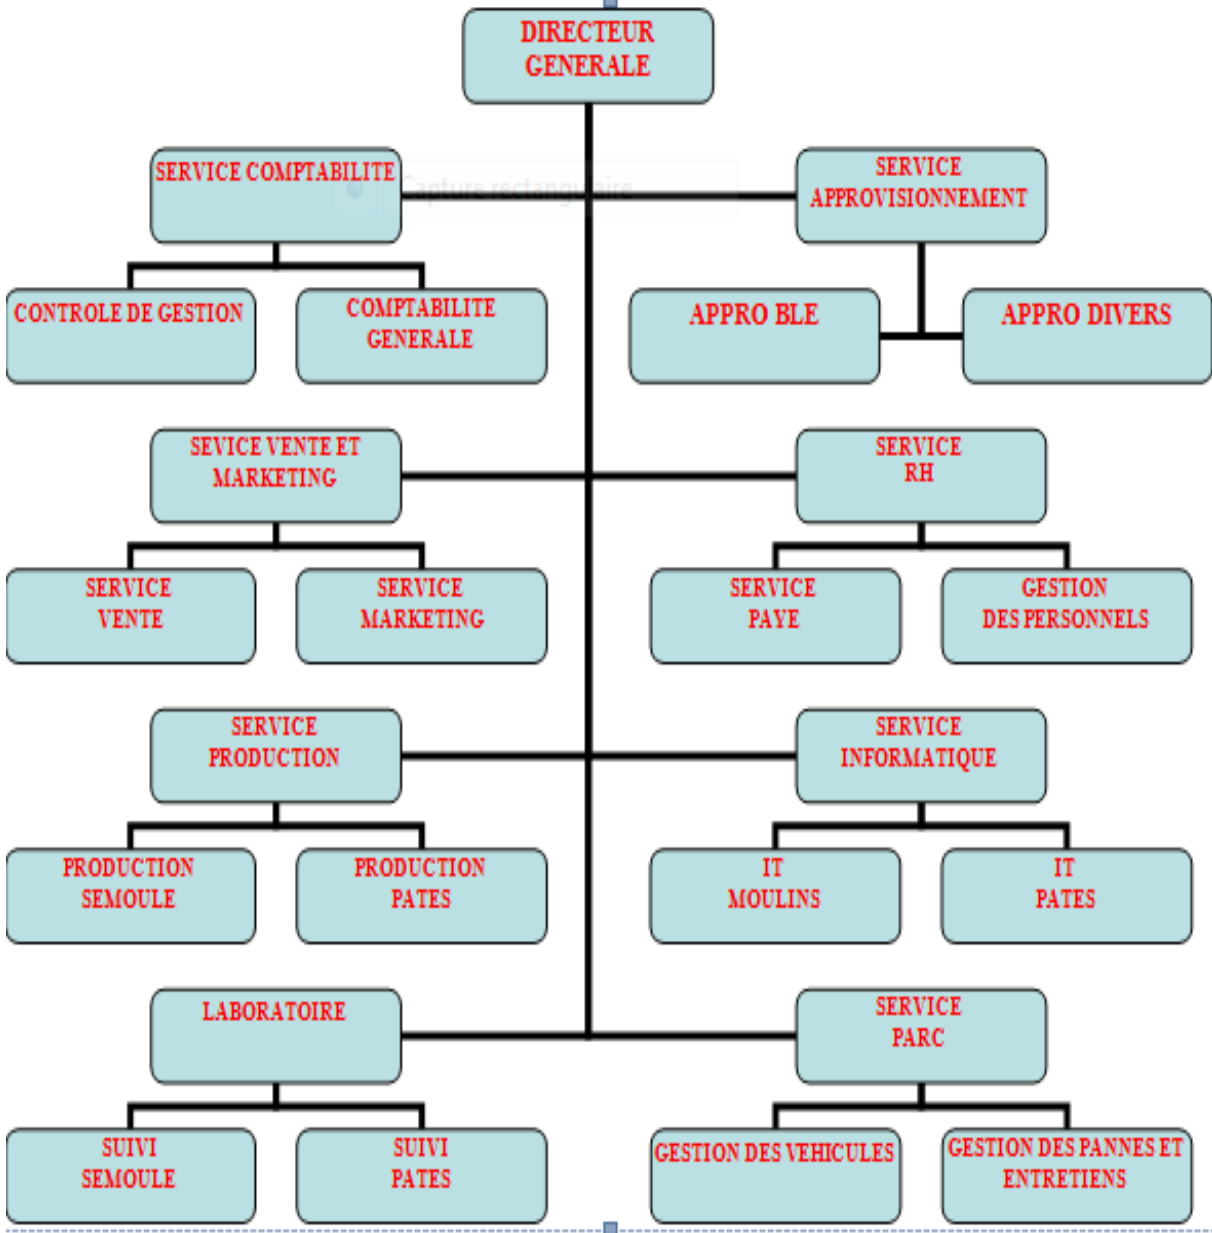 DIRECTEUR
GENERALE
SERVICE COMPTABILITE
SERVICE
APPROVISIONNEMENT
Capture rectangulaire
CONTROLE DE GESTION
COMPTABILITE
GENERALE
APPRO BLE
APPRO DIVERS
SEVICE VENTE ET
MARKETING
SERVICE
RH
SERVICE
VENTE
SERVICE
MARKETING
SERVICE
PAYE
GESTION
DES PERSONNELS
SERVICE
PRODUCTION
SERVICE
INFORMATIQUE
PRODUCTION
SEMOULE
PRODUCTION
PATES
IT
MOULINS
IT
PATES
LABORATOIRE
SERVICE
PARC
SUIVI
SEMOULE
SUIVI
PATES
GESTION DES VEHICULES
GESTION DES PANNES ET
ENTRETIENS